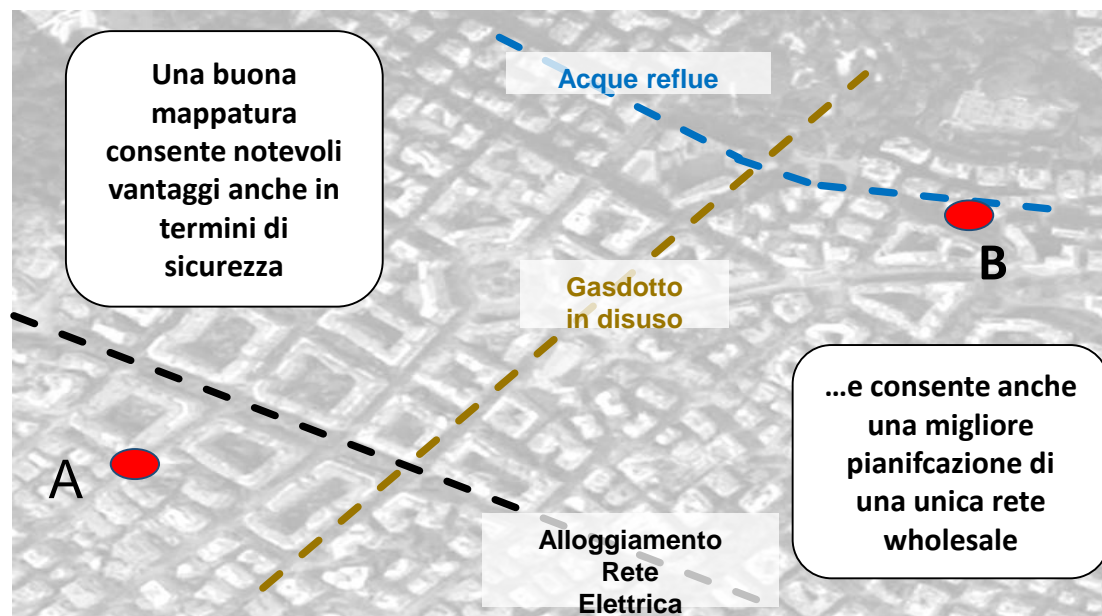 Una buona
mappatura
consente notevoli
vantaggi anche in
termini di
sicurezza
Acque reflue
B
Gasdotto
in disuso
A
…e consente anche
una migliore
pianifcazione di
una unica rete
wholesale
Alloggiamento
Rete
Elettrica